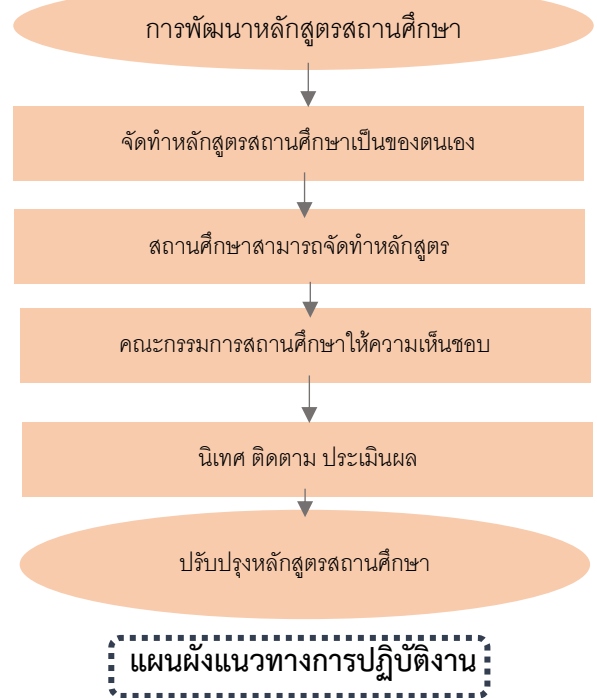 การพัฒนาหลักสูตรสถานศึกษา
จัดทำหลักสูตรสถานศึกษาเป็นของตนเอง
สถานศึกษาสามารถจัดทำหลักสูตร
คณะกรรมการสถานศึกษาให้ความเห็นชอบ
นิเทศ ติดตาม ประเมินผล
ปรับปรุงหลักสูตรสถานศึกษา
แผนผังแนวทางการปฏิบัติงาน